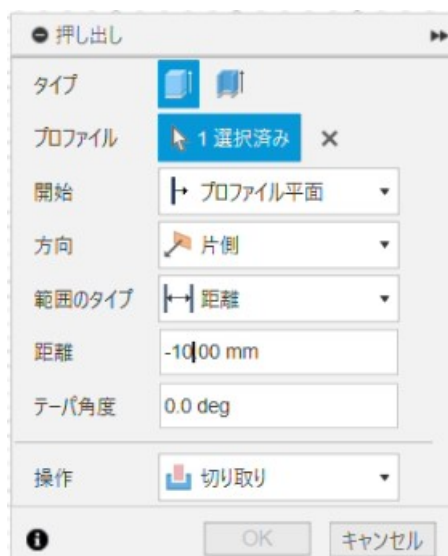 押し出し
タイプ
プロファイル 1 選択済み
開始 プロファイル平面
方向 片側
範囲のタイプ 距離
距離 -10.00 mm
テーパ角度 0.0 deg
操作 切り取り
OK キャンセル